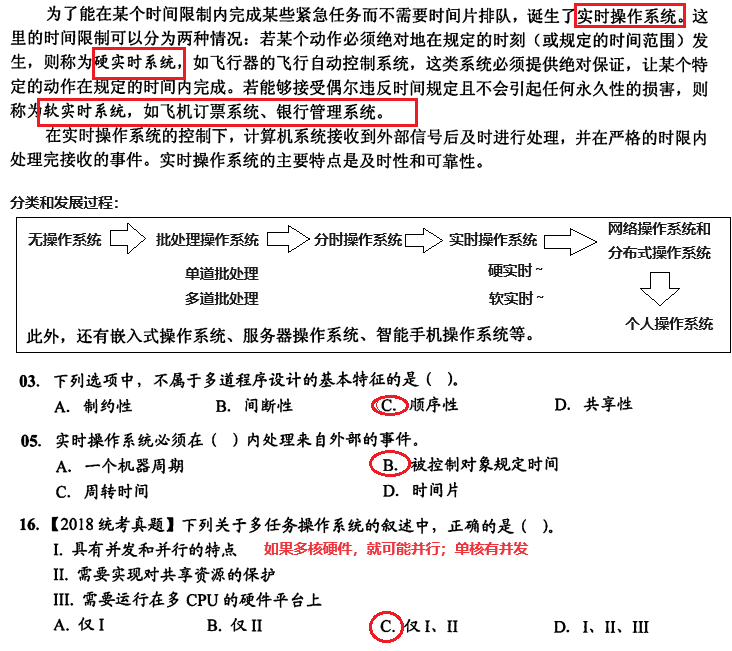 为了能在某个时间限制内完成某些紧急任务而不需要时间片排队，诞生了实时操作系统。这
里的时间限制可以分为两种情况：若某个动作必须绝对地在规定的时刻（或规定的时间范围）发
生，则称为硬实时系统，如飞行器的飞行自动控制系统，这类系统必须提供绝对保证，让某个特
定的动作在规定的时间内完成。若能够接受偶尔违反时间规定且不会引起任何永久性的损害，则
称为软实时系统，如飞机订票系统、银行管理系统。
在实时操作系统的控制下，计算机系统接收到外部信号后及时进行处理，并在严格的时限内
处理完接收的事件。实时操作系统的主要特点是及时性和可靠性。
分类和发展过程：
无操作系统 批处理操作系统 分时操作系统 实时操作系统 网络操作系统和
分布式操作系统
单道批处理 硬实时~
多道批处理 软实时~
个人操作系统
此外，还有嵌入式操作系统、服务器操作系统、智能手机操作系统等。
03. 下列选项中，不属于多道程序设计的基本特征的是（ ）。
A. 制约性 B. 间断性 C. 顺序性 D. 共享性
05. 实时操作系统必须在（ ）内处理来自外部的事件。
A. 一个机器周期 B. 被控制对象规定时间
C. 周转时间 D. 时间片
16.【2018 统考真题】下列关于多任务操作系统的叙述中，正确的是（ ）。
I. 具有并发和并行的特点 如果多核硬件，就可能并行；单核有并发
II. 需要实现对共享资源的保护
III. 需要运行在多 CPU 的硬件平台上
A. 仅 I B. 仅 II C. 仅 I、II D. I、II、III